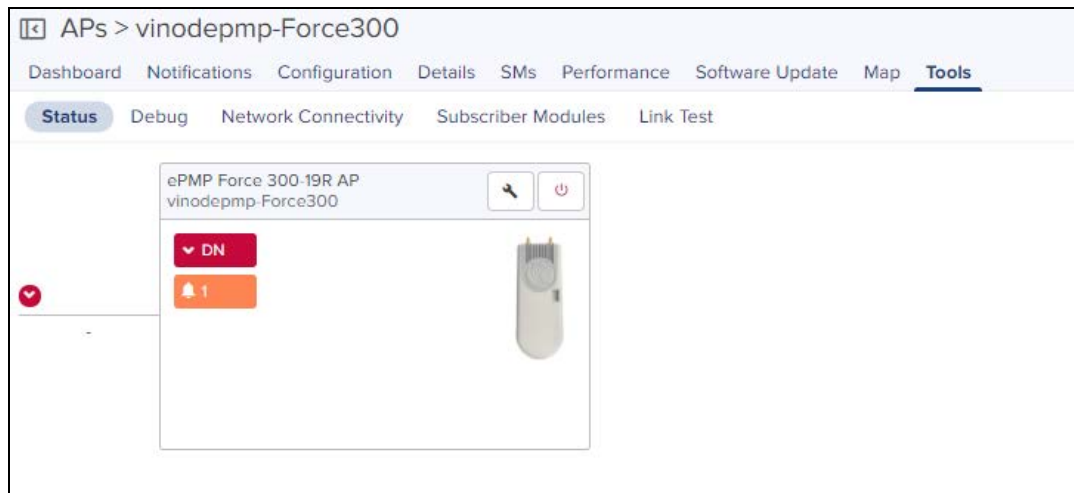 APs > vinodepmp-Force300
Dashboard Notifications Configuration Details SMs Performance Software Update Map Tools
Status Debug Network Connectivity Subscriber Modules Link Test
ePMP Force 300-19R AP
vinodepmp-Force300
DN
1
-